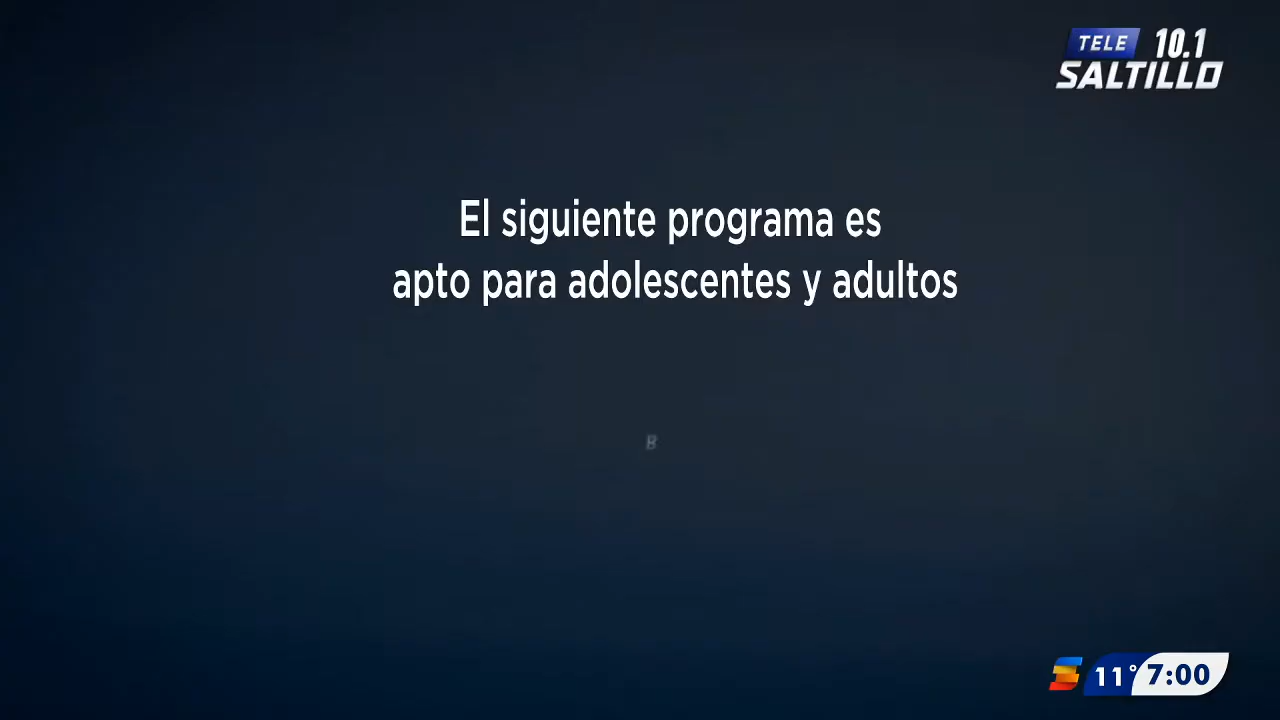 TELE 10.1
SALTILLO
El siguiente programa es
apto para adolescentes y adultos
B
11° 7:00